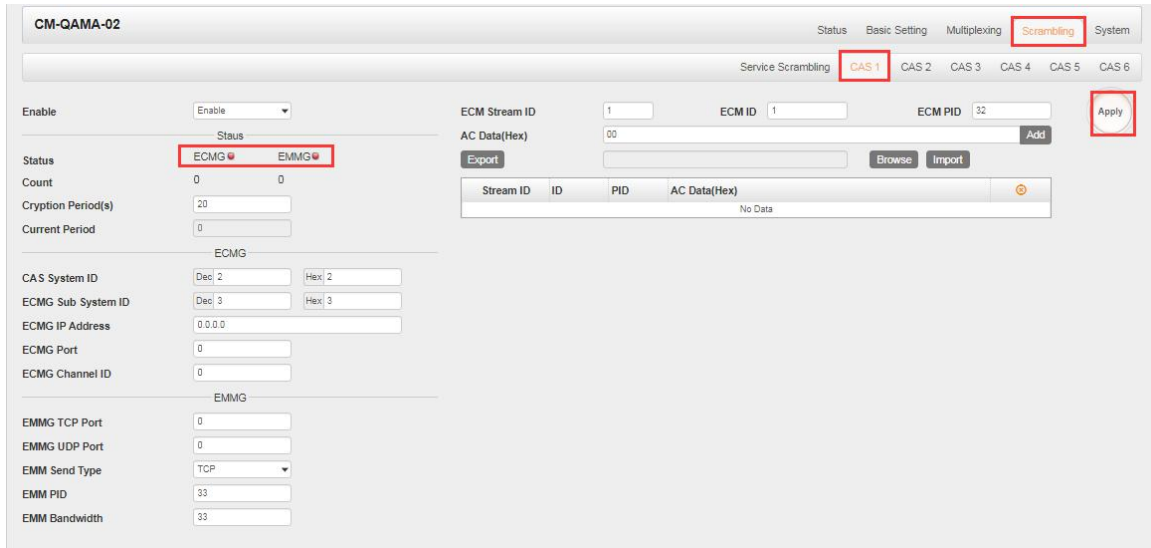 CM-QAMA-02
Status Basic Setting Multiplexing Scrambling System
Service Scrambling CAS 1 CAS 2 CAS 3 CAS 4 CAS 5 CAS 6
Enable Enable
Staus
Status ECMG EMMG
Count 0 0
Cryption Period(s) 20
Current Period 0
ECMG
CAS System ID Dec 2 Hex 2
ECMG Sub System ID Dec 3 Hex 3
ECMG IP Address 0.0.0.0
ECMG Port 0
ECMG Channel ID 0
EMMG
EMMG TCP Port 0
EMMG UDP Port 0
EMM Send Type TCP
EMM PID 33
EMM Bandwidth 33
ECM Stream ID 1 ECM ID 1 ECM PID 32
AC Data(Hex) 00 Add
Export Browse Import
Stream ID ID PID AC Data(Hex)
No Data
Apply